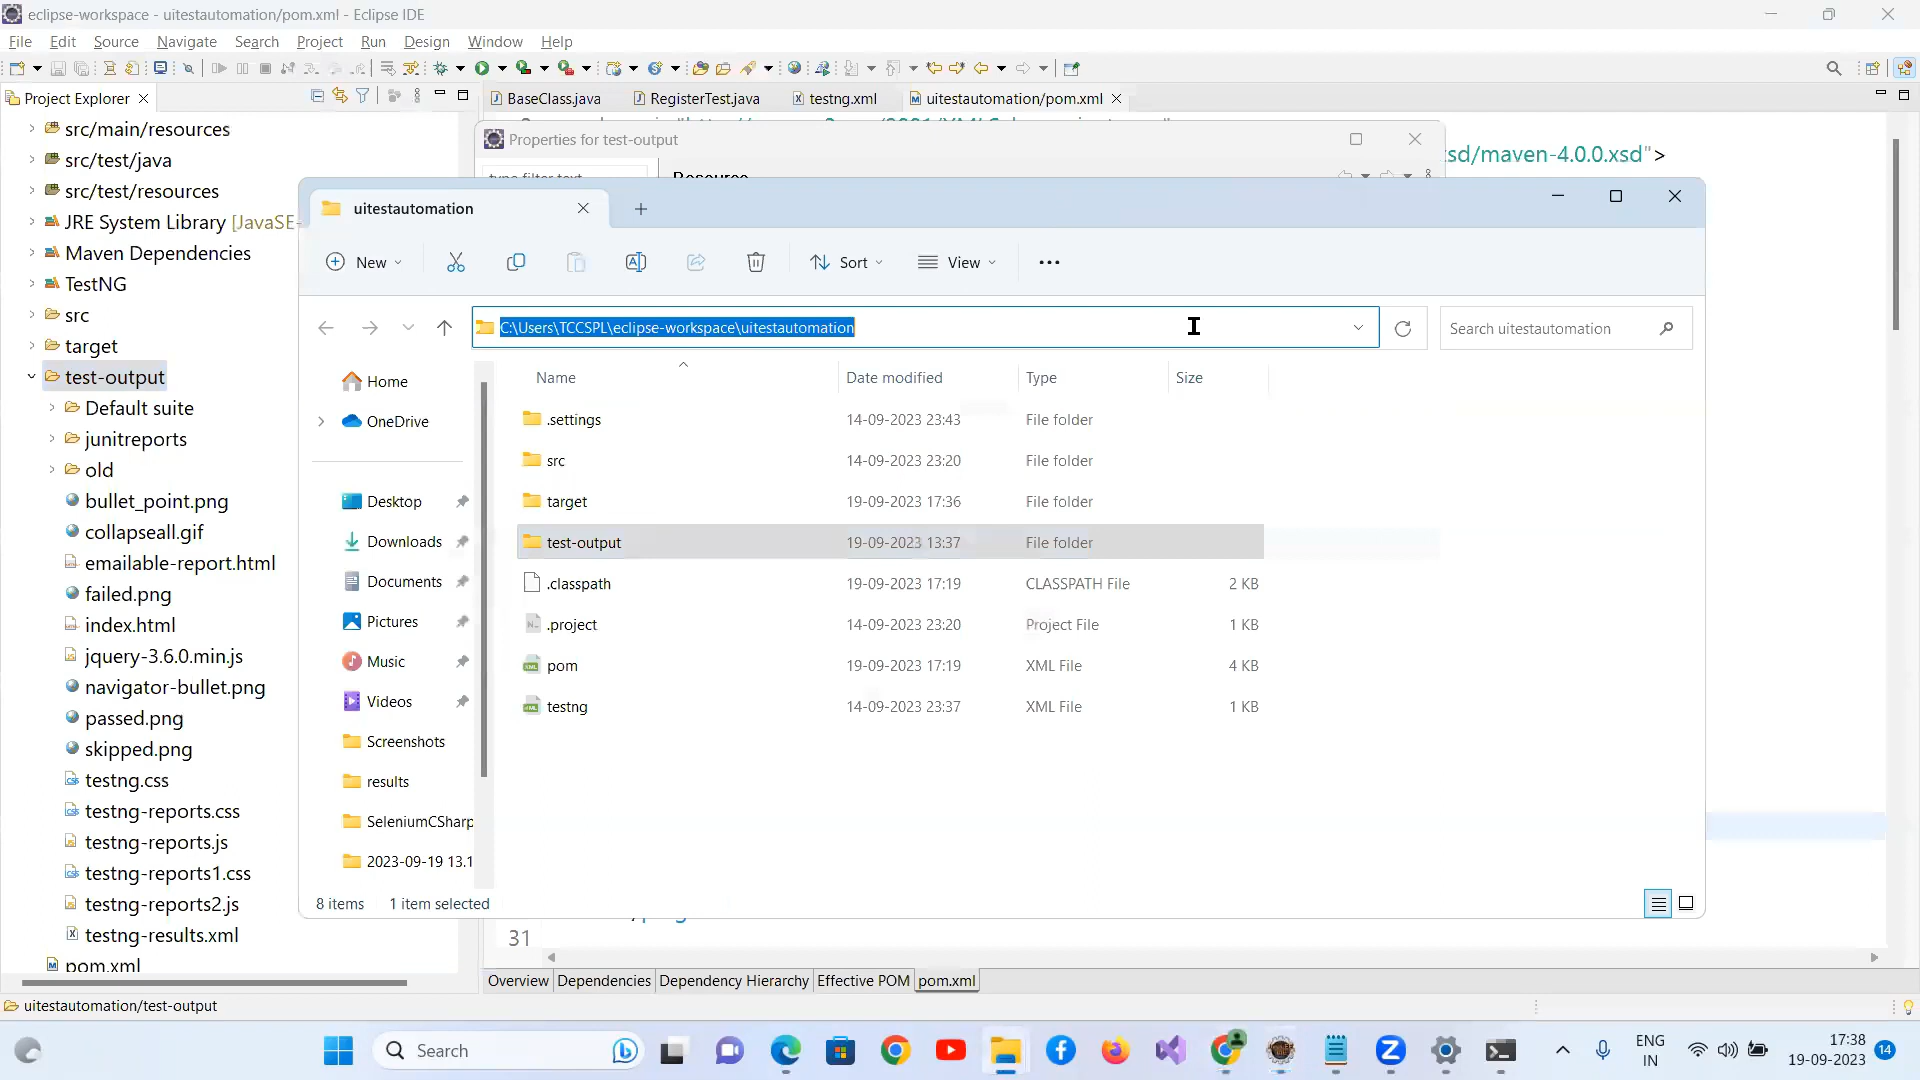 eclipse-workspace - uitestautomation/pom.xml - Eclipse IDE
File Edit Source Navigate Search Project Run Design Window Help
Project Explorer
BaseClass.java RegisterTest.java testng.xml uitestautomation/pom.xml
src/main/resources
src/test/java
src/test/resources
JRE System Library [JavaSE-
Maven Dependencies
TestNG
src
target
test-output
Default suite
junitreports
old
bullet_point.png
collapseall.gif
emailable-report.html
failed.png
index.html
jquery-3.6.0.min.js
navigator-bullet.png
passed.png
skipped.png
testng.css
testng-reports.css
testng-reports.js
testng-reports1.css
testng-reports2.js
testng-results.xml
pom.xml
Properties for test-output
type filter text
Resource
sd/maven-4.0.0.xsd">
uitestautomation
New Sort View
C:\Users\TCCSPL\eclipse-workspace\uitestautomation
Search uitestautomation
Home
OneDrive
Desktop
Downloads
Documents
Pictures
Music
Videos
Screenshots
results
SeleniumCSharp
2023-09-19 13.1
Name Date modified Type Size
.settings 14-09-2023 23:43 File folder
src 14-09-2023 23:20 File folder
target 19-09-2023 17:36 File folder
test-output 19-09-2023 13:37 File folder
.classpath 19-09-2023 17:19 CLASSPATH File 2 KB
.project 14-09-2023 23:20 Project File 1 KB
pom 19-09-2023 17:19 XML File 4 KB
testng 14-09-2023 23:37 XML File 1 KB
8 items 1 item selected
31
Overview Dependencies Dependency Hierarchy Effective POM pom.xml
uitestautomation/test-output
Search
ENG
IN
17:38
19-09-2023
14